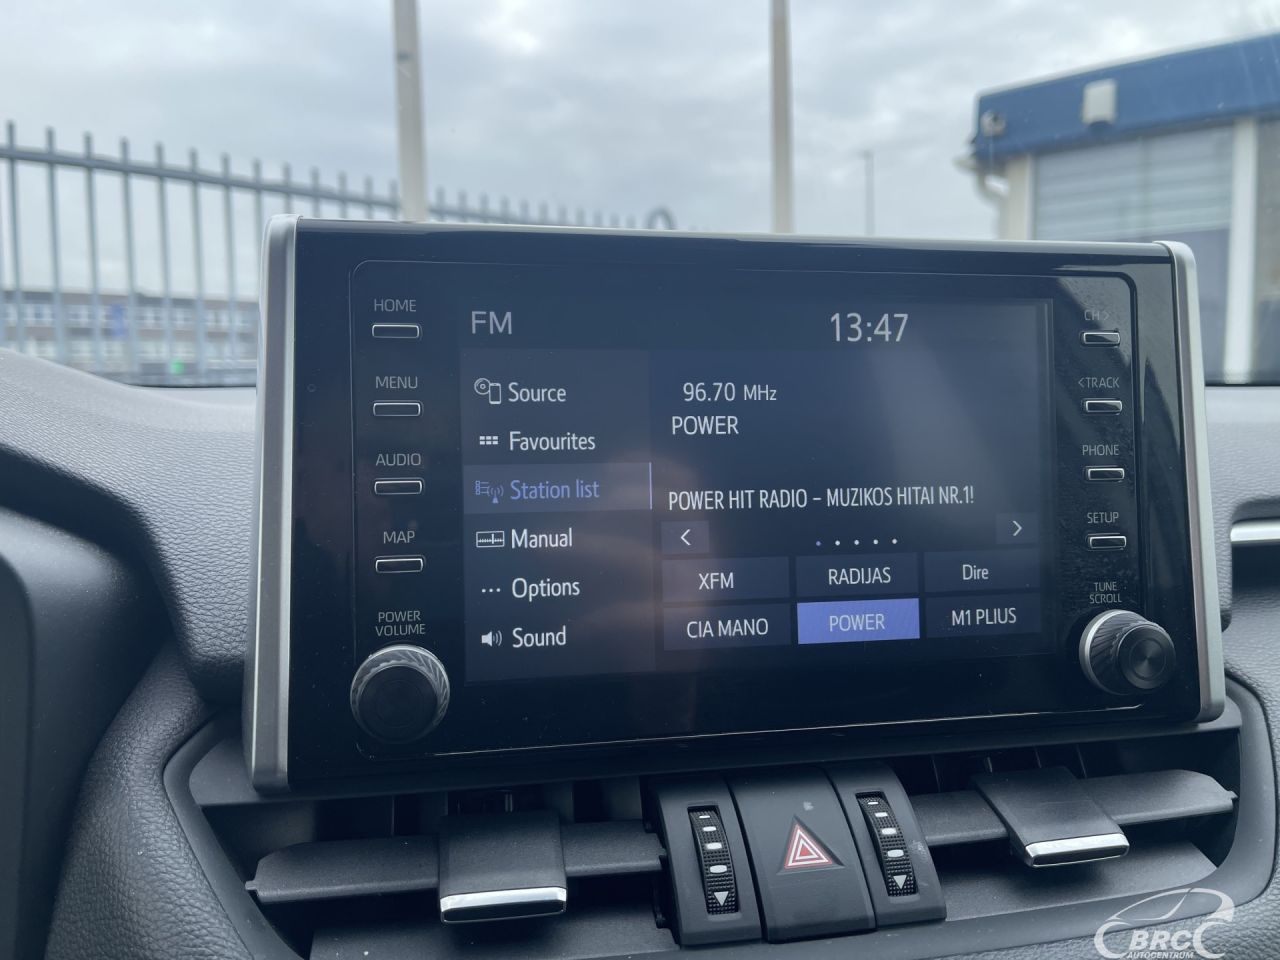 HOME
MENU
AUDIO
MAP
POWER
VOLUME
FM
13:47
Source
Favourites
Station list
Manual
Options
Sound
96.70 MHz
POWER
POWER HIT RADIO – MUZIKOS HITAI NR.1!
<
>
XFM
RADIJAS
Dire
CIA MANO
POWER
M1 PLIUS
CH >
<TRACK
PHONE
SETUP
TUNE
SCROLL
BRC
AUTOCENTRUM